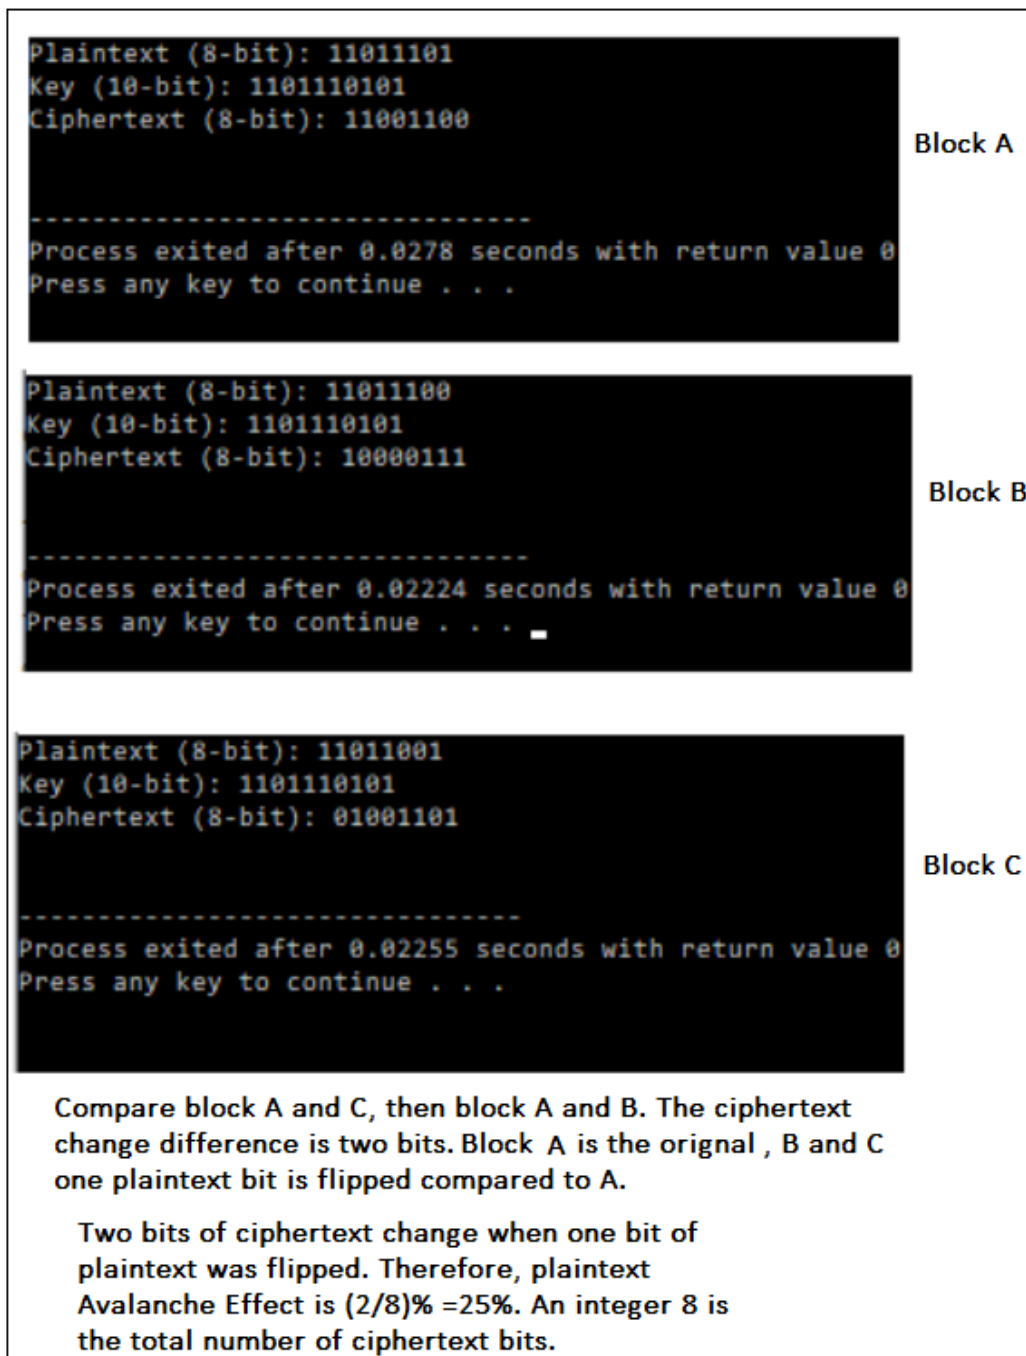 Plaintext (8-bit): 11011101
Key (10-bit): 1101110101
Ciphertext (8-bit): 11001100
Block A
---------------------------------
Process exited after 0.0278 seconds with return value 0
Press any key to continue . . .
Plaintext (8-bit): 11011100
Key (10-bit): 1101110101
Ciphertext (8-bit): 10000111
Block B
---------------------------------
Process exited after 0.02224 seconds with return value 0
Press any key to continue . . .
Plaintext (8-bit): 11011001
Key (10-bit): 1101110101
Ciphertext (8-bit): 01001101
Block C
---------------------------------
Process exited after 0.02255 seconds with return value 0
Press any key to continue . . .
Compare block A and C, then block A and B. The ciphertext
change difference is two bits. Block A is the orignal , B and C
one plaintext bit is flipped compared to A.
Two bits of ciphertext change when one bit of
plaintext was flipped. Therefore, plaintext
Avalanche Effect is (2/8)% =25%. An integer 8 is
the total number of ciphertext bits.